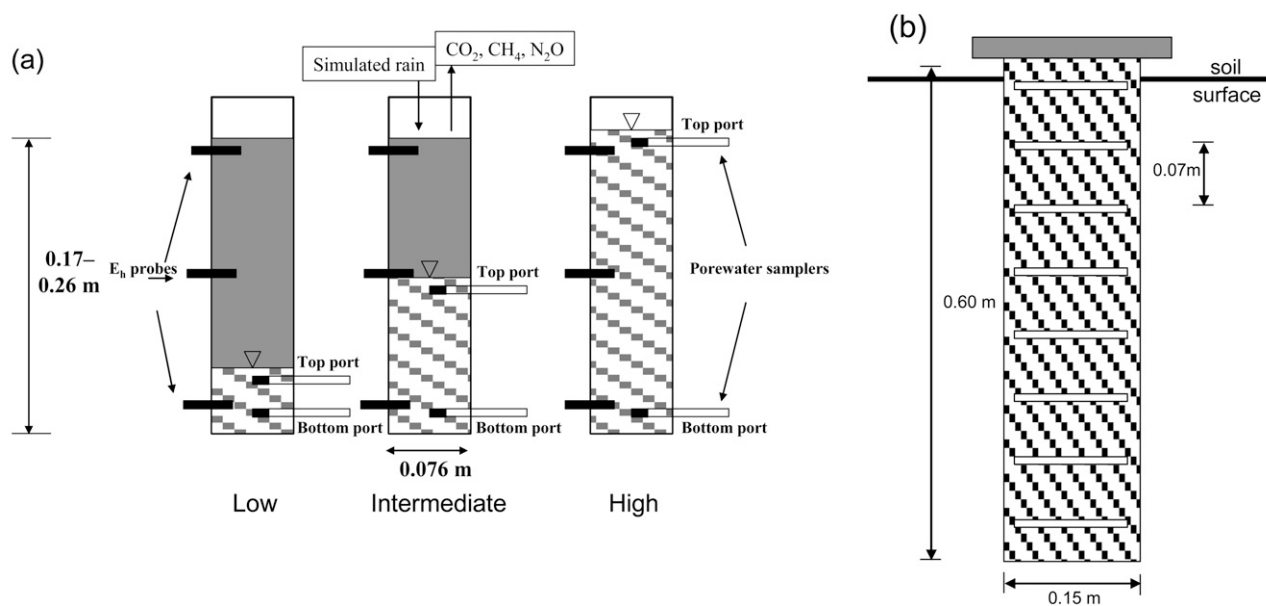 (a)
Simulated rain
CO₂, CH₄, N₂O
0.17–
0.26 m
Eₕ probes
Top port
Bottom port
Top port
Bottom port
0.076 m
Top port
Porewater samplers
Bottom port
Low
Intermediate
High
(b)
soil
surface
0.07m
0.60 m
0.15 m